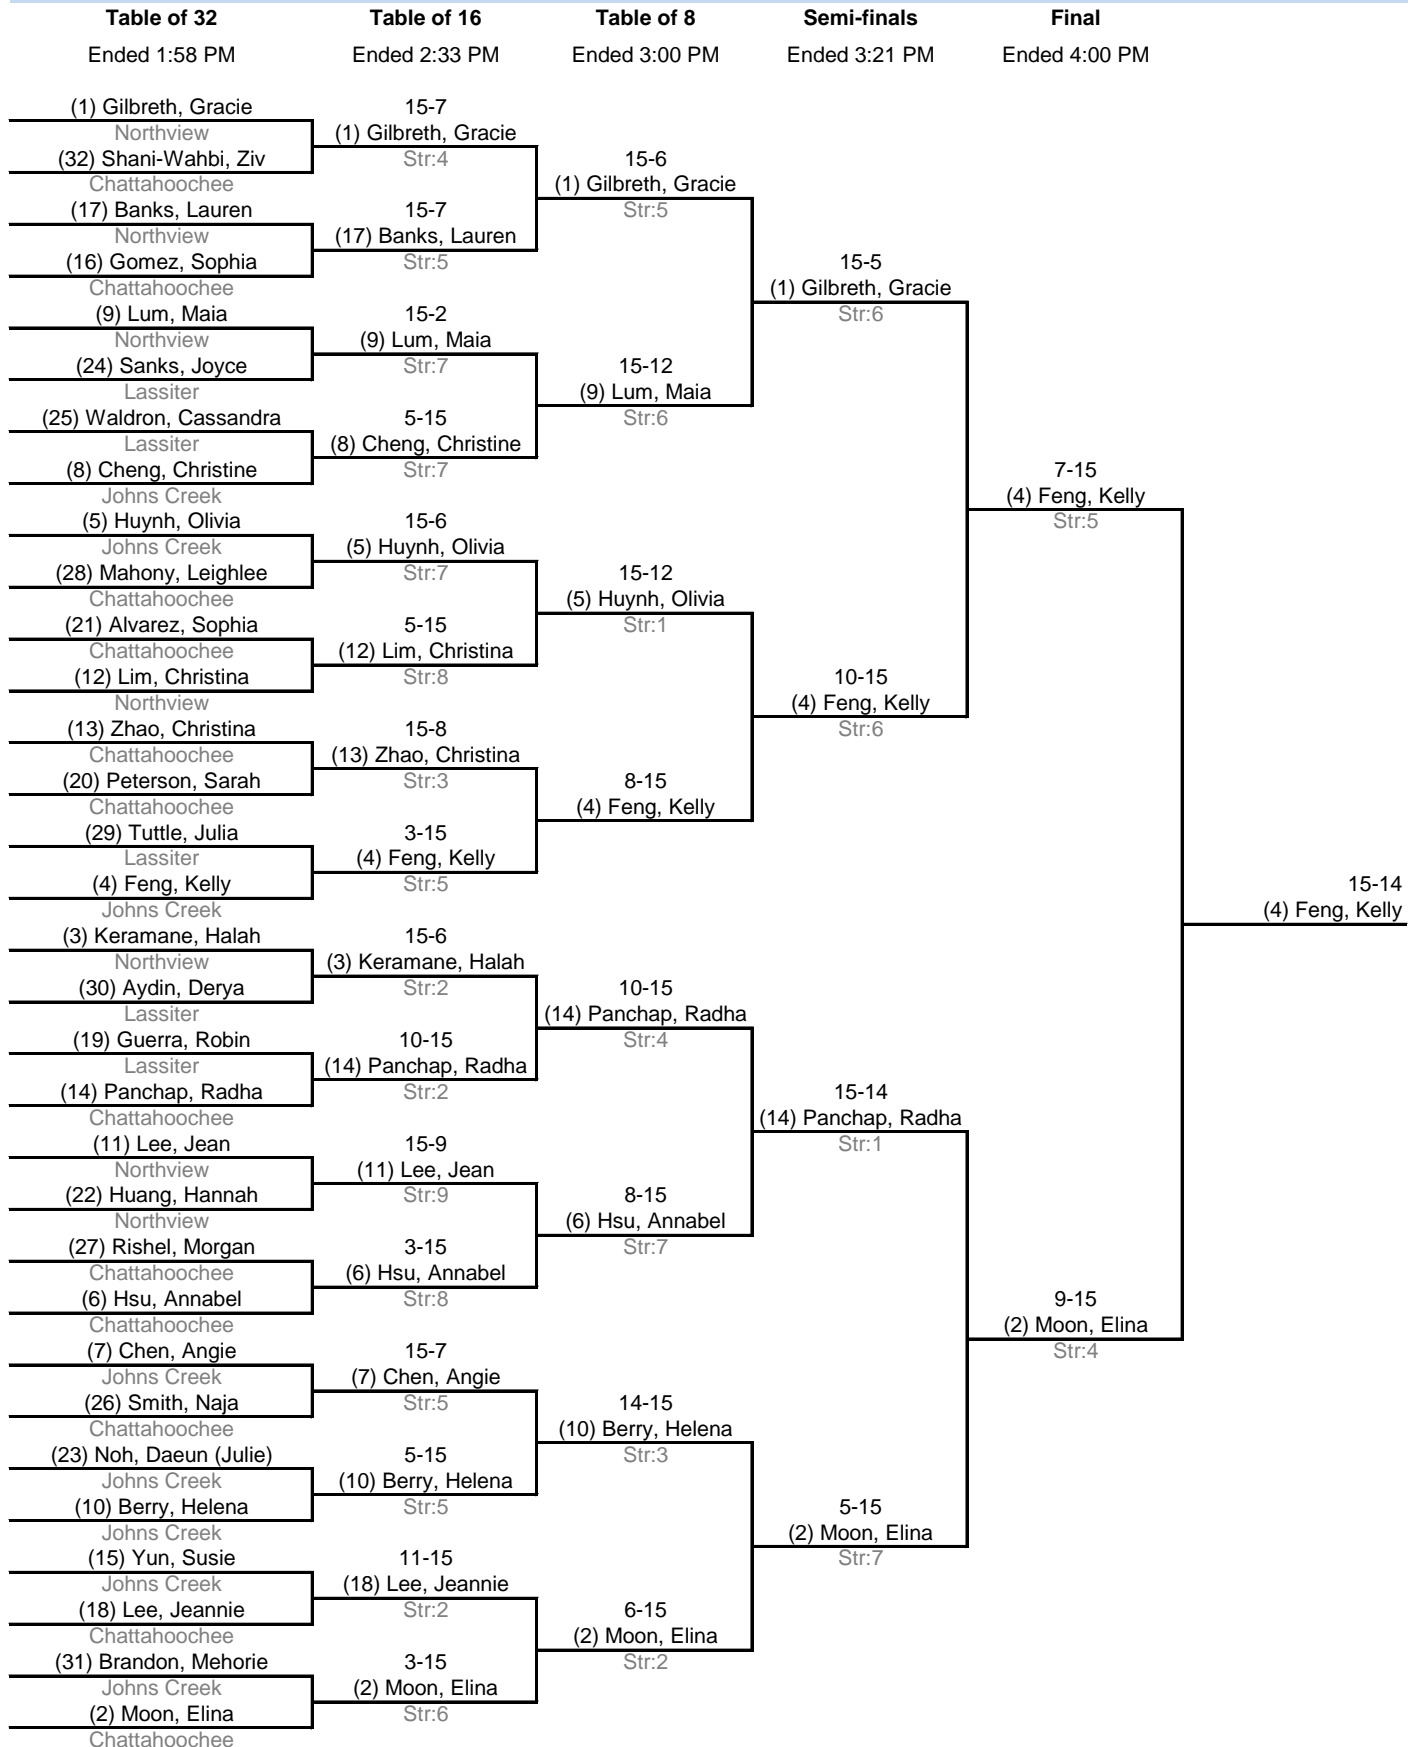 Table of 32
Ended 1:58 PM
Table of 16
Ended 2:33 PM
Table of 8
Ended 3:00 PM
Semi-finals
Ended 3:21 PM
Final
Ended 4:00 PM
(1) Gilbreth, Gracie
Northview
(32) Shani-Wahbi, Ziv
Chattahoochee
(17) Banks, Lauren
Northview
(16) Gomez, Sophia
Chattahoochee
(9) Lum, Maia
Northview
(24) Sanks, Joyce
Lassiter
(25) Waldron, Cassandra
Lassiter
(8) Cheng, Christine
Johns Creek
(5) Huynh, Olivia
Johns Creek
(28) Mahony, Leighlee
Chattahoochee
(21) Alvarez, Sophia
Chattahoochee
(12) Lim, Christina
Northview
(13) Zhao, Christina
Chattahoochee
(20) Peterson, Sarah
Chattahoochee
(29) Tuttle, Julia
Lassiter
(4) Feng, Kelly
Johns Creek
(3) Keramane, Halah
Northview
(30) Aydin, Derya
Lassiter
(19) Guerra, Robin
Lassiter
(14) Panchap, Radha
Chattahoochee
(11) Lee, Jean
Northview
(22) Huang, Hannah
Northview
(27) Rishel, Morgan
Chattahoochee
(6) Hsu, Annabel
Chattahoochee
(7) Chen, Angie
Johns Creek
(26) Smith, Naja
Chattahoochee
(23) Noh, Daeun (Julie)
Johns Creek
(10) Berry, Helena
Johns Creek
(15) Yun, Susie
Johns Creek
(18) Lee, Jeannie
Chattahoochee
(31) Brandon, Mehorie
Johns Creek
(2) Moon, Elina
Chattahoochee
15-7
(1) Gilbreth, Gracie
Str:4
15-7
(17) Banks, Lauren
Str:5
15-2
(9) Lum, Maia
Str:7
5-15
(8) Cheng, Christine
Str:7
15-6
(5) Huynh, Olivia
Str:7
5-15
(12) Lim, Christina
Str:8
15-8
(13) Zhao, Christina
Str:3
3-15
(4) Feng, Kelly
Str:5
15-6
(3) Keramane, Halah
Str:2
10-15
(14) Panchap, Radha
Str:2
15-9
(11) Lee, Jean
Str:9
3-15
(6) Hsu, Annabel
Str:8
15-7
(7) Chen, Angie
Str:5
5-15
(10) Berry, Helena
Str:5
11-15
(18) Lee, Jeannie
Str:2
3-15
(2) Moon, Elina
Str:6
15-6
(1) Gilbreth, Gracie
Str:5
15-12
(9) Lum, Maia
Str:6
15-12
(5) Huynh, Olivia
Str:1
8-15
(4) Feng, Kelly
10-15
(14) Panchap, Radha
Str:4
8-15
(6) Hsu, Annabel
Str:7
14-15
(10) Berry, Helena
Str:3
6-15
(2) Moon, Elina
Str:2
15-5
(1) Gilbreth, Gracie
Str:6
10-15
(4) Feng, Kelly
Str:6
15-14
(14) Panchap, Radha
Str:1
5-15
(2) Moon, Elina
Str:7
7-15
(4) Feng, Kelly
Str:5
9-15
(2) Moon, Elina
Str:4
15-14
(4) Feng, Kelly